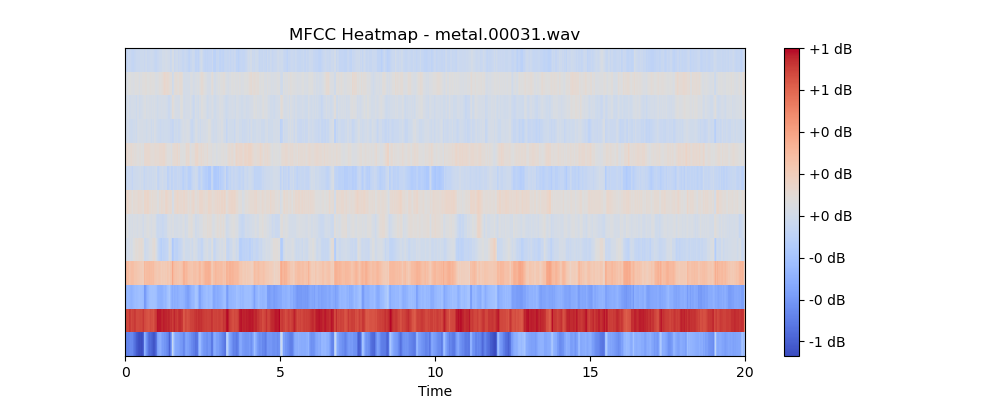 MFCC Heatmap - metal.00031.wav
+1 dB
+1 dB
+0 dB
+0 dB
+0 dB
-0 dB
-0 dB
-1 dB
0 5 10 15 20
Time